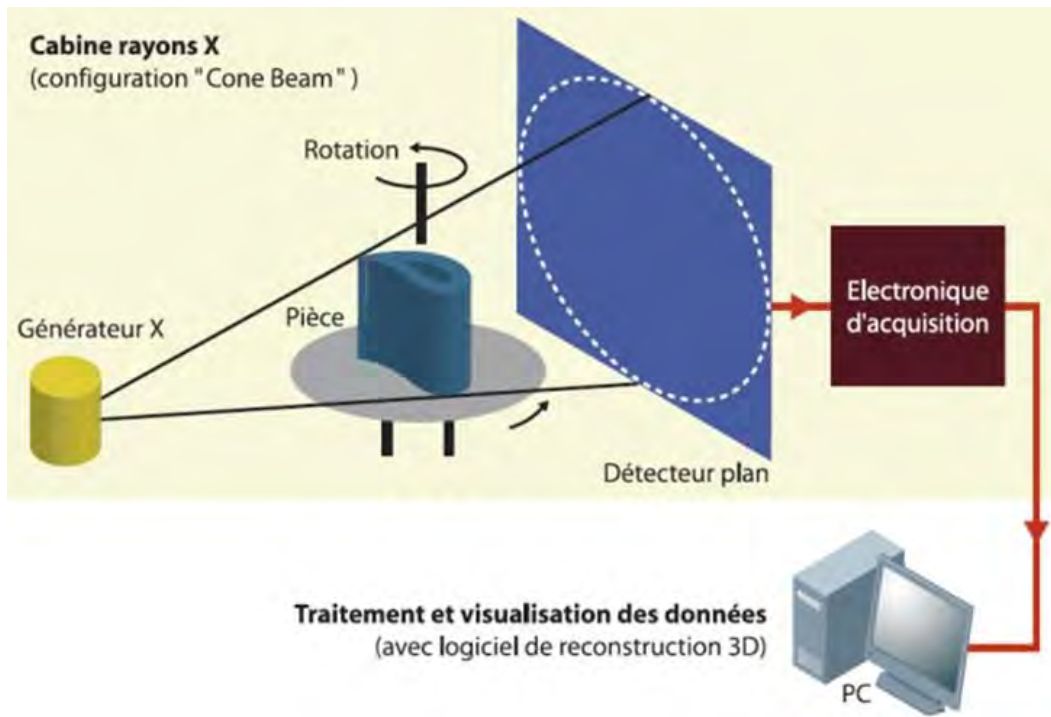 Cabine rayons X
(configuration "Cone Beam" )
Rotation
Générateur X
Pièce
Electronique
d'acquisition
Détecteur plan
Traitement et visualisation des données
(avec logiciel de reconstruction 3D)
PC